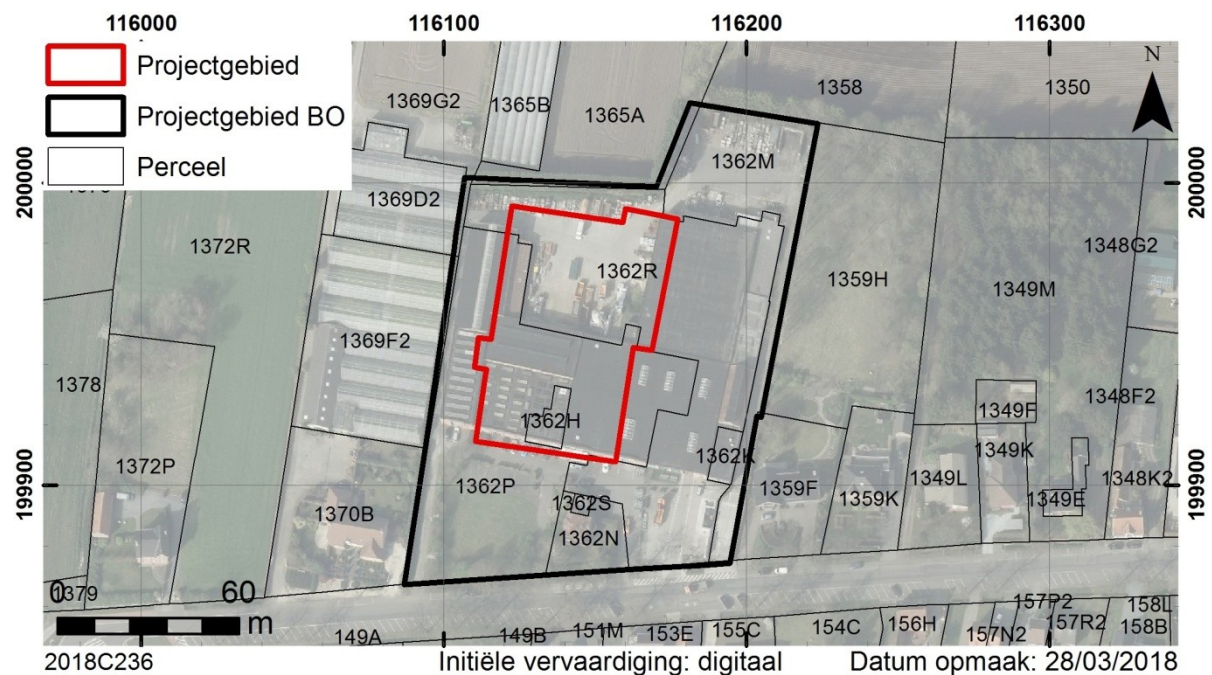 116000 116100 116200 116300
Projectgebied
Projectgebied BO
Perceel
N
1369G2
1365B
1365A
1358
1350
1362M
200000
200000
1369D2
1372R
1362R
1359H
1348G2
1349M
1369F2
1378
1348F2
1349F
1362H
1349K
1372P
1362P
1362K
1359F
1359K
1349L
1349E
1348K2
199900
199900
1370B
1362S
1362N
1379
0 60
m
149A
149B
151M
153E
155C
154C
156H
157N2
157P2
157R2
158L
158B
2018C236 Initiële vervaardiging: digitaal Datum opmaak: 28/03/2018